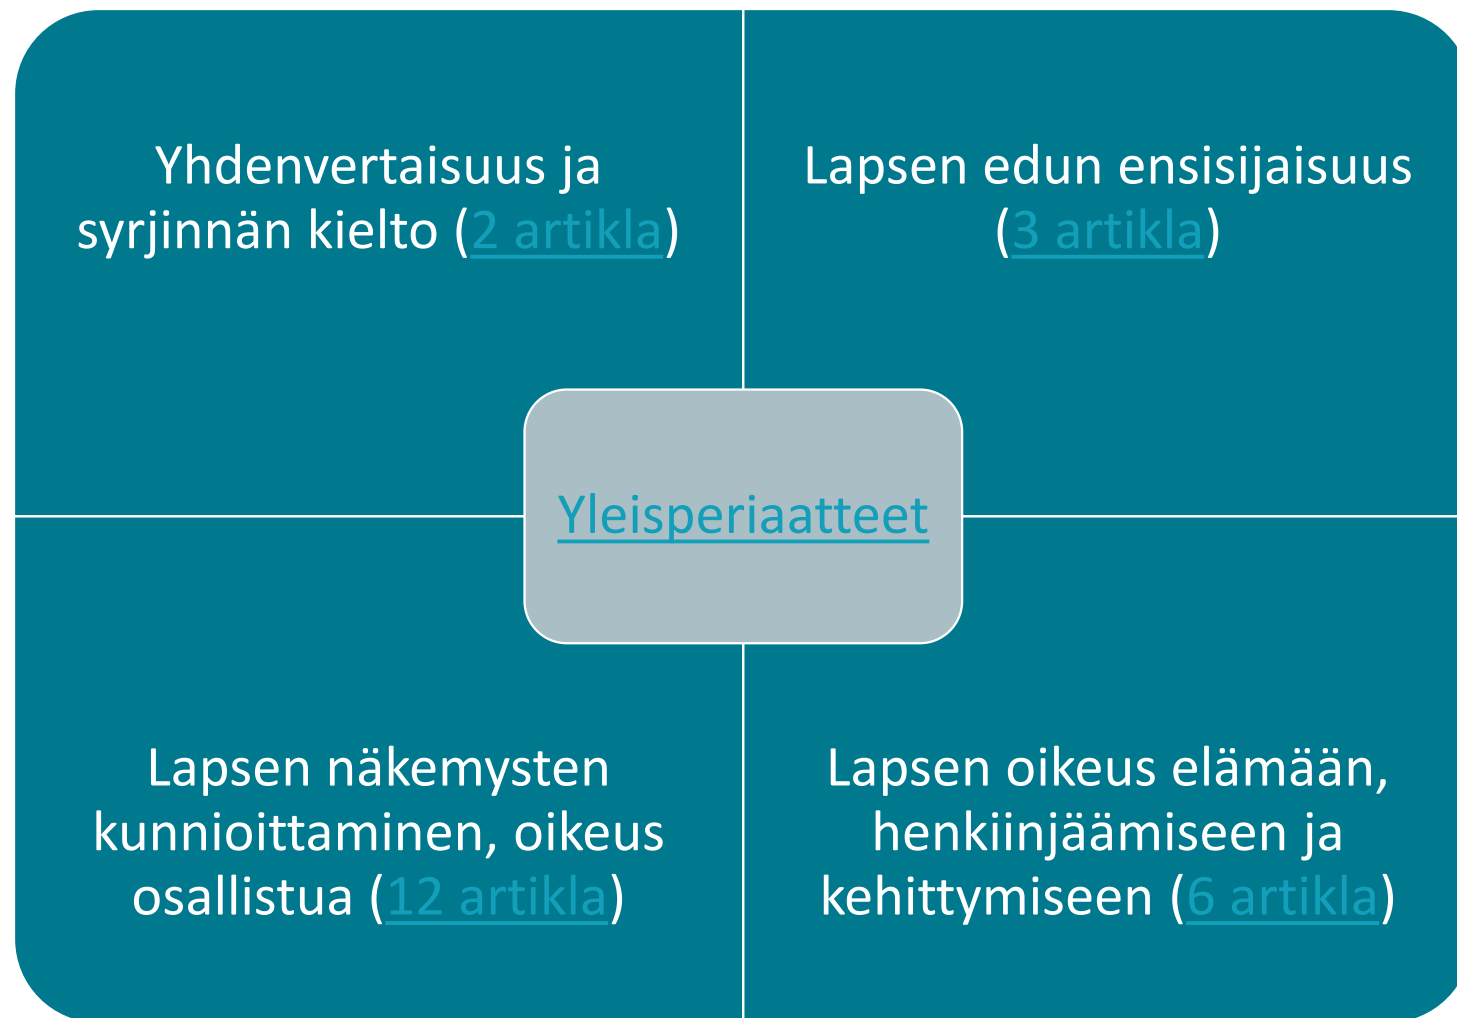 Yhdenvertaisuus ja
syrjinnän kielto (2 artikla)
Lapsen edun ensisijaisuus
(3 artikla)
Yleisperiaatteet
Lapsen näkemysten
kunnioittaminen, oikeus
osallistua (12 artikla)
Lapsen oikeus elämään,
henkiinjäämiseen ja
kehittymiseen (6 artikla)